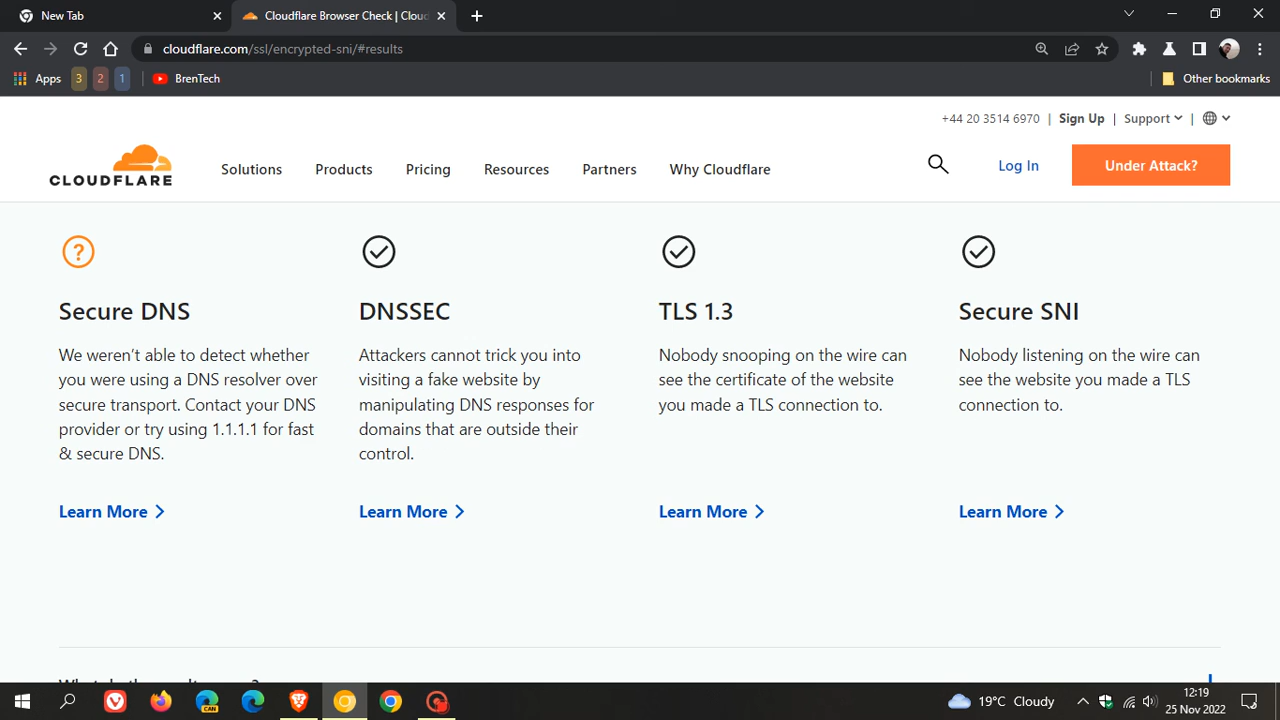 New Tab
Cloudflare Browser Check | Cloud
cloudflare.com/ssl/encrypted-sni/#results
Apps
3
2
1
BrenTech
Other bookmarks
+44 20 3514 6970 | Sign Up | Support |
CLOUDFLARE
Solutions
Products
Pricing
Resources
Partners
Why Cloudflare
Log In
Under Attack?
?
Secure DNS
We weren't able to detect whether
you were using a DNS resolver over
secure transport. Contact your DNS
provider or try using 1.1.1.1 for fast
& secure DNS.
Learn More
DNSSEC
Attackers cannot trick you into
visiting a fake website by
manipulating DNS responses for
domains that are outside their
control.
Learn More
TLS 1.3
Nobody snooping on the wire can
see the certificate of the website
you made a TLS connection to.
Learn More
Secure SNI
Nobody listening on the wire can
see the website you made a TLS
connection to.
Learn More
CAN
19°C Cloudy
12:19
25 Nov 2022